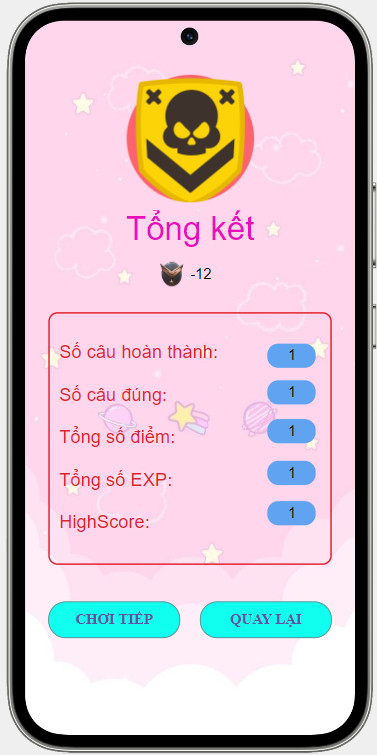 Tổng kết
-12
Số câu hoàn thành: 1
Số câu đúng: 1
Tổng số điểm: 1
Tổng số EXP: 1
HighScore: 1
CHƠI TIẾP
QUAY LẠI